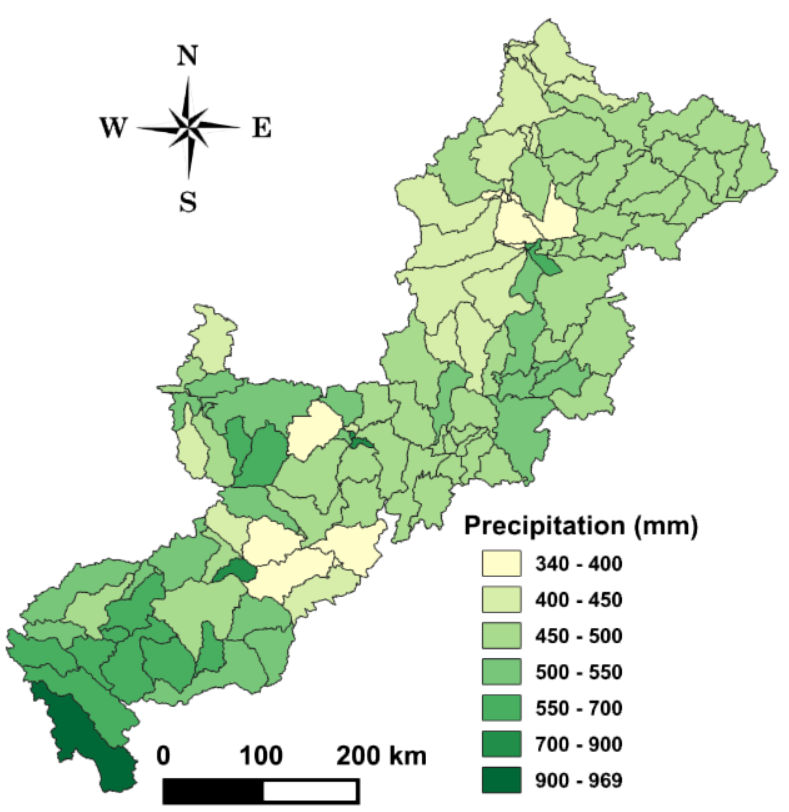 N
W E
S
Precipitation (mm)
340 - 400
400 - 450
450 - 500
500 - 550
550 - 700
700 - 900
900 - 969
0 100 200 km